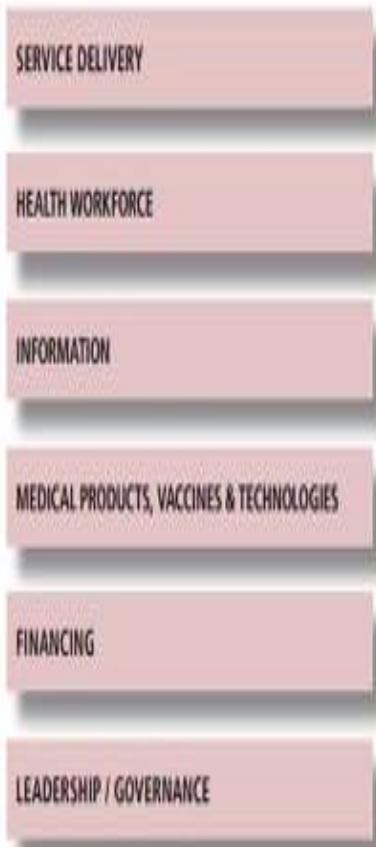 SERVICE DELIVERY
HEALTH WORKFORCE
INFORMATION
MEDICAL PRODUCTS, VACCINES & TECHNOLOGIES
FINANCING
LEADERSHIP / GOVERNANCE